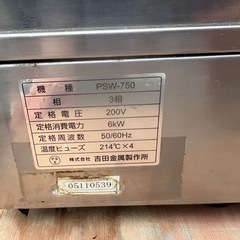 機　種 PSW-750
相 3相
定格電圧 200V
定格消費電力 6kW
定格周波数 50/60Hz
温度ヒューズ 214℃×4
株式会社 吉田金属製作所
05110539